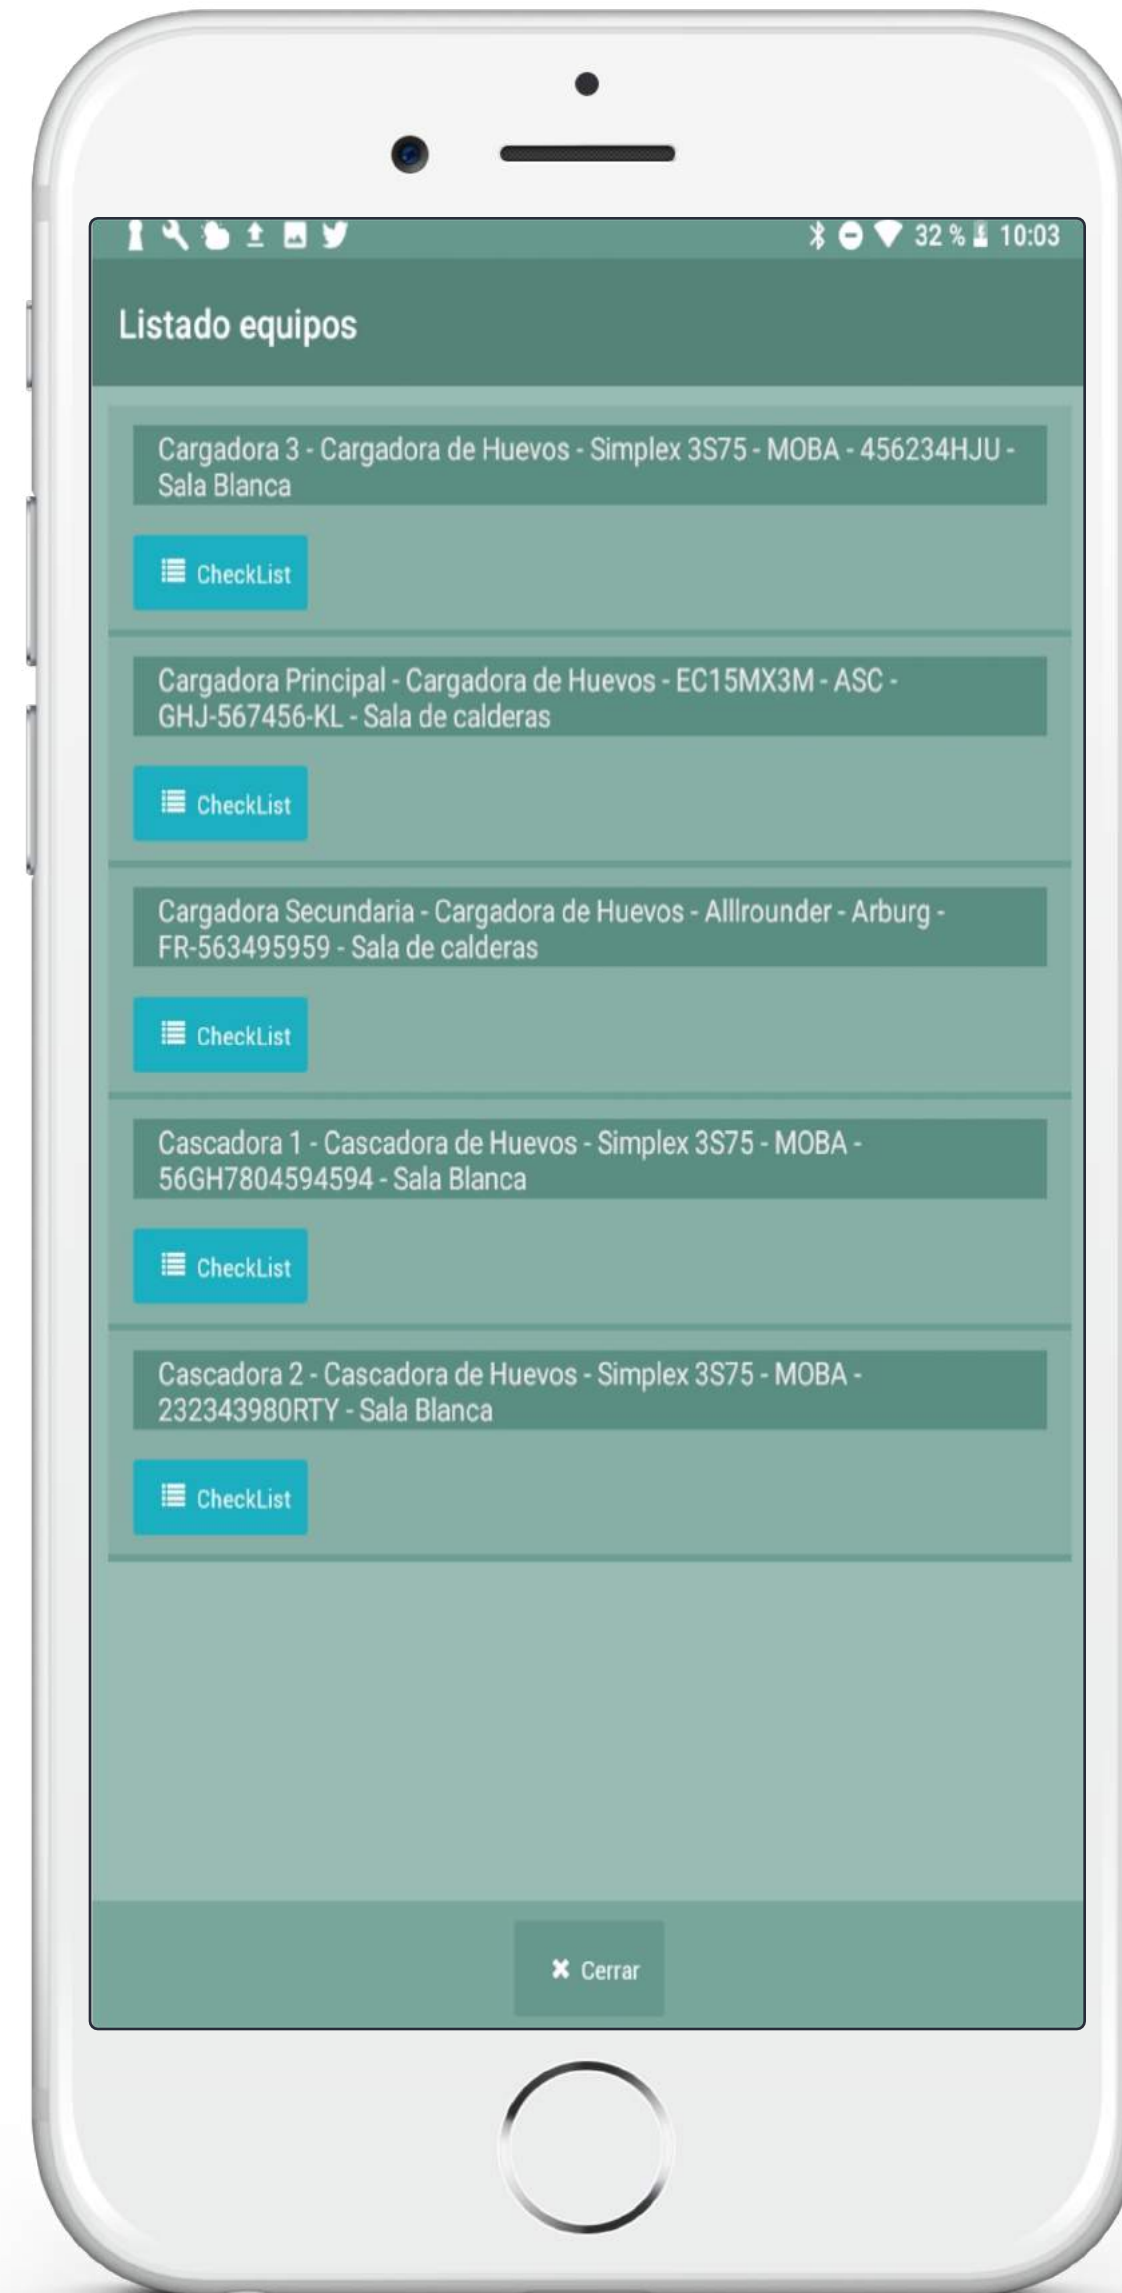 32 % 10:03
Listado equipos
Cargadora 3 - Cargadora de Huevos - Simplex 3S75 - MOBA - 456234HJU -
Sala Blanca
CheckList
Cargadora Principal - Cargadora de Huevos - EC15MX3M - ASC -
GHJ-567456-KL - Sala de calderas
CheckList
Cargadora Secundaria - Cargadora de Huevos - Alllrounder - Arburg -
FR-563495959 - Sala de calderas
CheckList
Cascadora 1 - Cascadora de Huevos - Simplex 3S75 - MOBA -
56GH7804594594 - Sala Blanca
CheckList
Cascadora 2 - Cascadora de Huevos - Simplex 3S75 - MOBA -
232343980RTY - Sala Blanca
CheckList
Cerrar